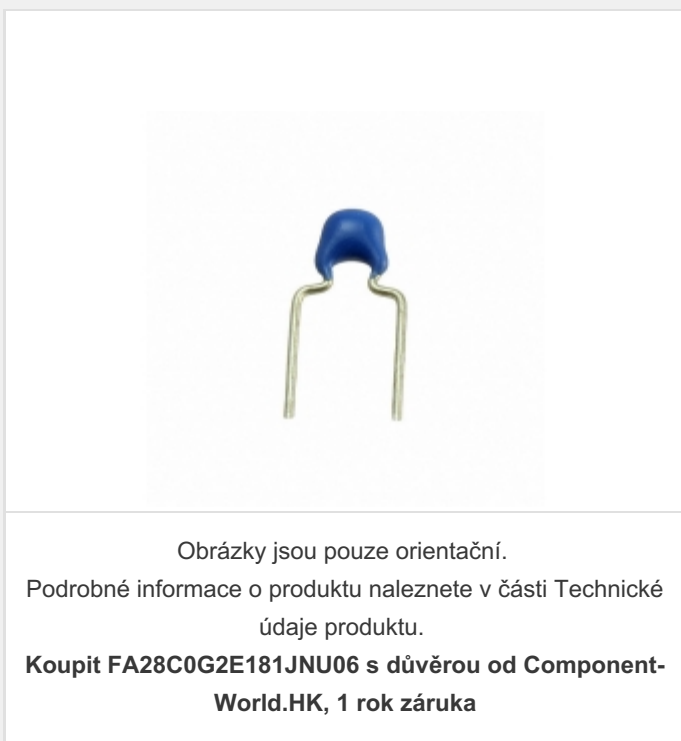 Obrázky jsou pouze orientační.
Podrobné informace o produktu naleznete v části Technické
údaje produktu.
Koupit FA28C0G2E181JNU06 s důvěrou od Component-
World.HK, 1 rok záruka